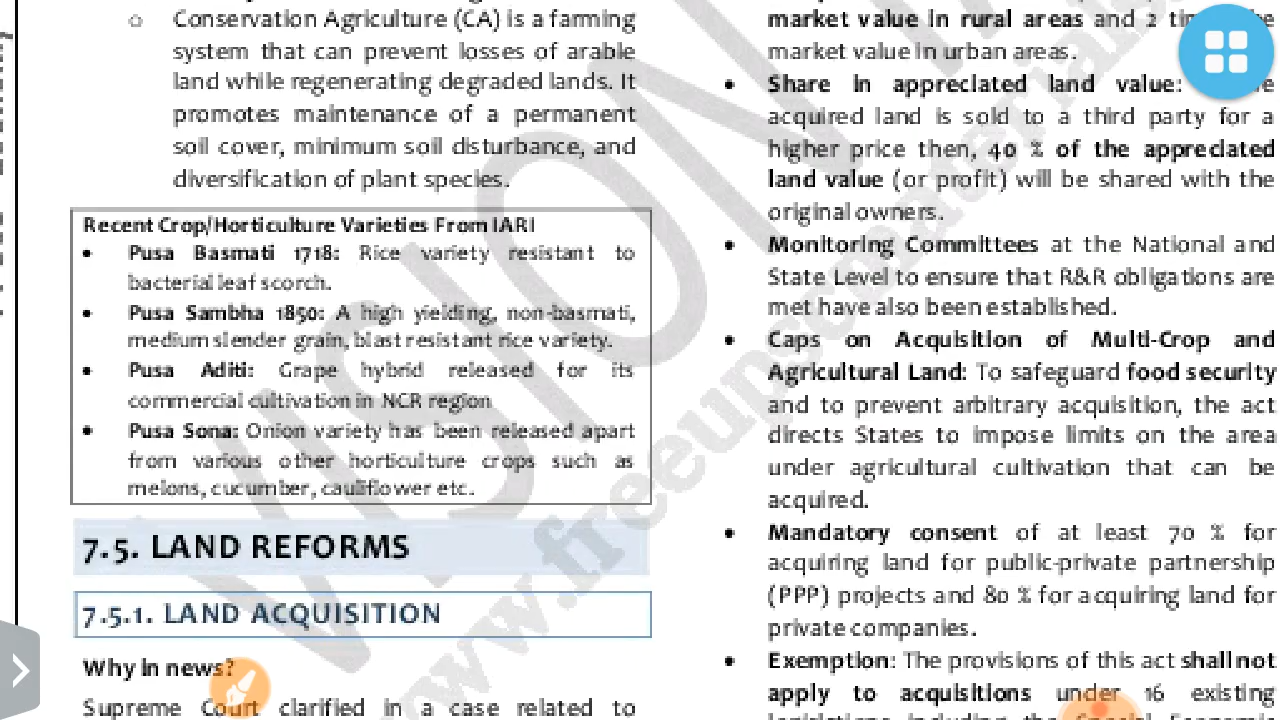 Conservation Agriculture (CA) is a farming
system that can prevent losses of arable
land while regenerating degraded lands. It
promotes maintenance of a permanent
soil cover, minimum soil disturbance, and
diversification of plant species.
Recent Crop/Horticulture Varieties From IARI
Pusa Basmati 1718: Rice variety resistant to
bacterial leaf scorch.
Pusa Sambha 1850: A high yielding, non-basmati,
medium slender grain, blast resistant rice variety.
Pusa Aditi: Grape hybrid released for its
commercial cultivation in NCR region
Pusa Sona: Onion variety has been released apart
from various other horticulture crops such as
melons, cucumber, cauliflower etc.
7.5. LAND REFORMS
7.5.1. LAND ACQUISITION
Why in news?
Supreme Court clarified in a case related to
market value in rural areas and 2
market value in urban areas.
Share in appreciated land value:
acquired land is sold to a third party for a
higher price then, 40 % of the appreciated
land value (or profit) will be shared with the
original owners.
Monitoring Committees at the National and
State Level to ensure that R&R obligations are
met have also been established.
Caps on Acquisition of Multi-Crop and
Agricultural Land: To safeguard food security
and to prevent arbitrary acquisition, the act
directs States to impose limits on the area
under agricultural cultivation that can be
acquired.
Mandatory consent of at least 70 % for
acquiring land for public-private partnership
(PPP) projects and 80 % for acquiring land for
private companies.
Exemption: The provisions of this act shall not
apply to acquisitions under 16 existing
VISION